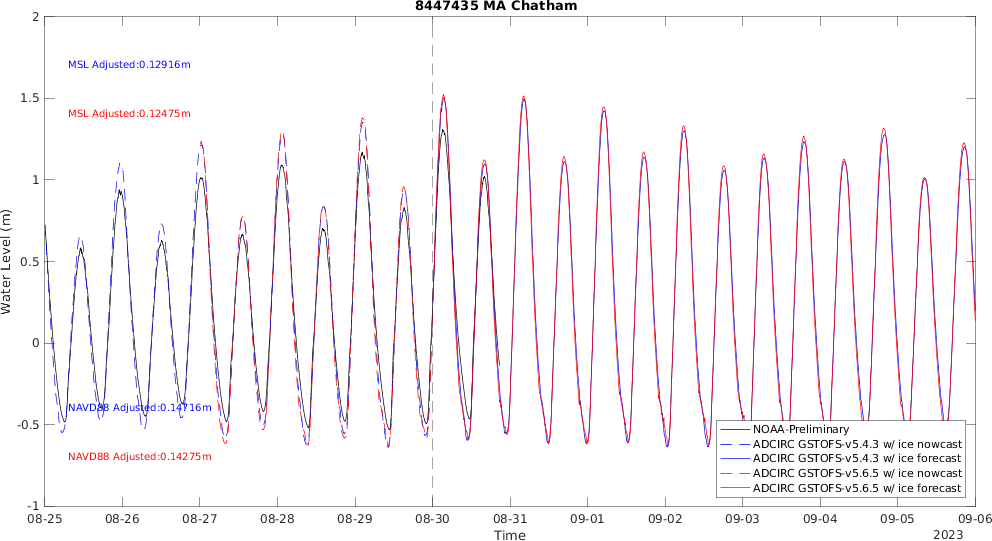 8447435 MA Chatham
2
1.5
1
0.5
0
-0.5
-1
Water Level (m)
MSL Adjusted:0.12916m
MSL Adjusted:0.12475m
NAVD88 Adjusted:0.14716m
NAVD88 Adjusted:0.14275m
NOAA-Preliminary
ADCIRC GSTOFS-v5.4.3 w/ ice nowcast
ADCIRC GSTOFS-v5.4.3 w/ ice forecast
ADCIRC GSTOFS-v5.6.5 w/ ice nowcast
ADCIRC GSTOFS-v5.6.5 w/ ice forecast
08-25 08-26 08-27 08-28 08-29 08-30 08-31 09-01 09-02 09-03 09-04 09-05 09-06
Time
2023